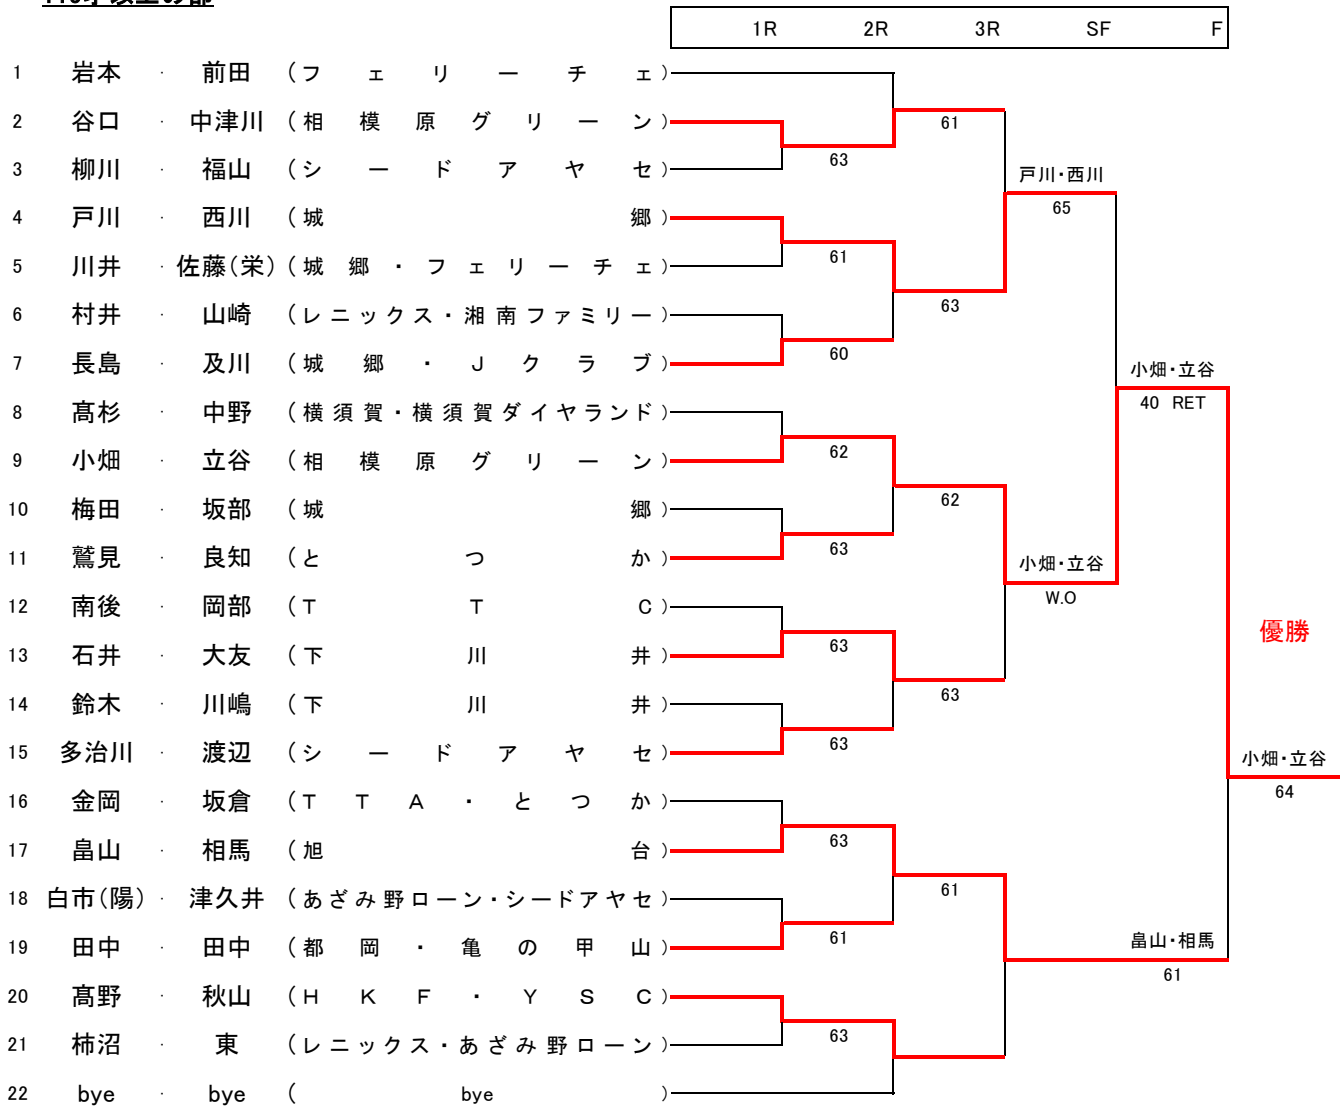 1R 2R 3R SF F
1 岩本 · 前田 (フェリーチェ)
2 谷口 · 中津川 (相模原グリーン)
61
63
3 柳川 · 福山 (シードアヤセ)
戸川・西川
4 戸川 · 西川 (城郷)
65
61
5 川井 · 佐藤(栄) (城郷・フェリーチェ)
63
6 村井 · 山崎 (レニックス・湘南ファミリー)
60
7 長島 · 及川 (城郷・Jクラブ)
小畑・立谷
40 RET
8 髙杉 · 中野 (横須賀・横須賀ダイヤランド)
62
9 小畑 · 立谷 (相模原グリーン)
62
10 梅田 · 坂部 (城郷)
63
11 鷲見 · 良知 (とつか)
小畑・立谷
W.O
12 南後 · 岡部 (TTC)
優勝
63
13 石井 · 大友 (下川井)
63
14 鈴木 · 川嶋 (下川井)
63
15 多治川 · 渡辺 (シードアヤセ)
小畑・立谷
64
16 金岡 · 坂倉 (TTA・とつか)
63
17 畠山 · 相馬 (旭台)
61
18 白市(陽) · 津久井 (あざみ野ローン・シードアヤセ)
61
19 田中 · 田中 (都岡・亀の甲山)
畠山・相馬
61
20 髙野 · 秋山 (HKF・YSC)
63
21 柿沼 · 東 (レニックス・あざみ野ローン)
22 bye · bye (bye)